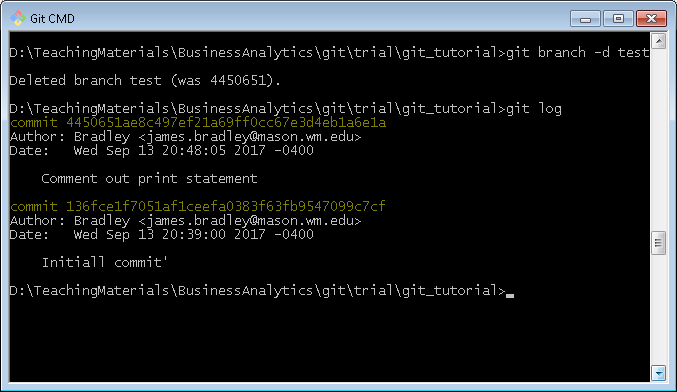 Git CMD
D:\TeachingMaterials\BusinessAnalytics\git\trial\git_tutorial>git branch -d test
Deleted branch test (was 4450651).
D:\TeachingMaterials\BusinessAnalytics\git\trial\git_tutorial>git log
commit 4450651ae8c497ef21a69ff0cc67e3d4eb1a6e1a
Author: Bradley <james.bradley@mason.wm.edu>
Date:   Wed Sep 13 20:48:05 2017 -0400
    Comment out print statement
commit 136fce1f7051af1ceefa0383f63fb9547099c7cf
Author: Bradley <james.bradley@mason.wm.edu>
Date:   Wed Sep 13 20:39:00 2017 -0400
    Initiall commit'
D:\TeachingMaterials\BusinessAnalytics\git\trial\git_tutorial>